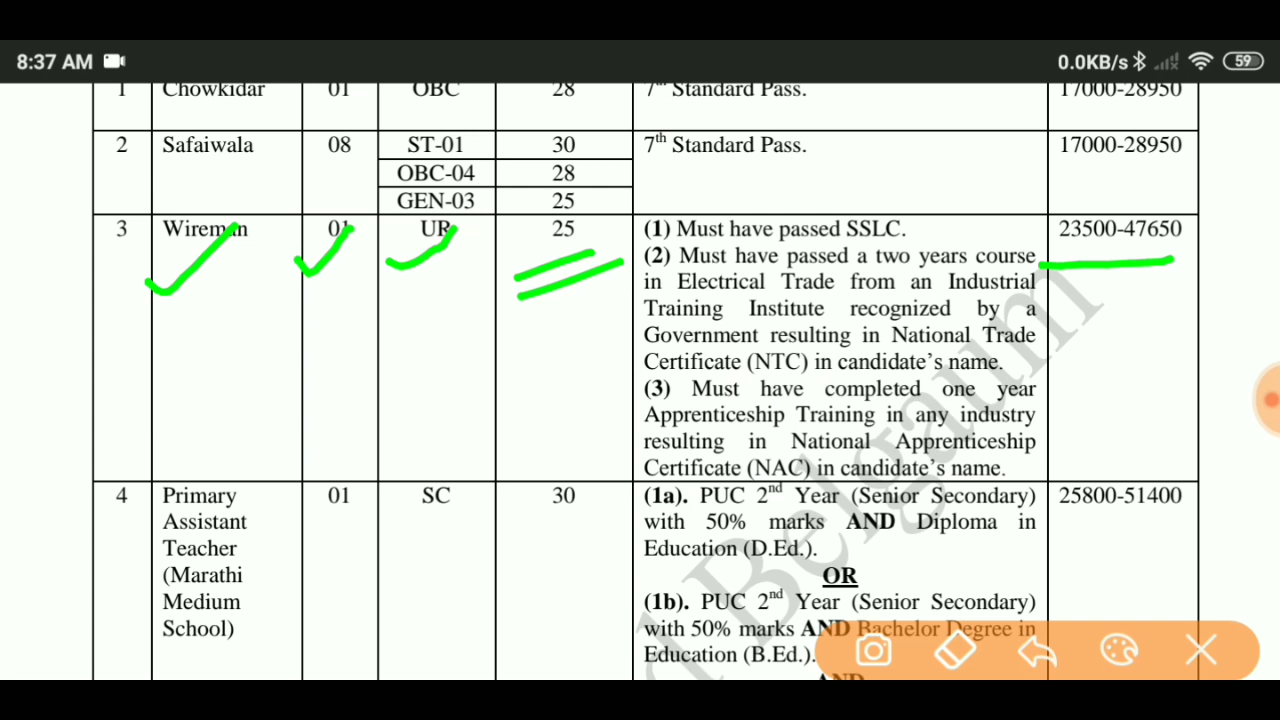 8:37 AM
0.0KB/s 59
1 Chowkidar 01 OBC 28 7th Standard Pass. 17000-28950
2 Safaiwala 08 ST-01 30 7th Standard Pass. 17000-28950
OBC-04 28
GEN-03 25
3 Wireman 01 UR 25 (1) Must have passed SSLC. 23500-47650
(2) Must have passed a two years course
in Electrical Trade from an Industrial
Training Institute recognized by a
Government resulting in National Trade
Certificate (NTC) in candidate's name.
(3) Must have completed one year
Apprenticeship Training in any industry
resulting in National Apprenticeship
Certificate (NAC) in candidate's name.
4 Primary 01 SC 30 (1a). PUC 2nd Year (Senior Secondary) 25800-51400
Assistant with 50% marks AND Diploma in
Teacher Education (D.Ed.).
(Marathi OR
Medium (1b). PUC 2nd Year (Senior Secondary)
School) with 50% marks AND Bachelor Degree in
Education (B.Ed.).
AND
d Belgaum